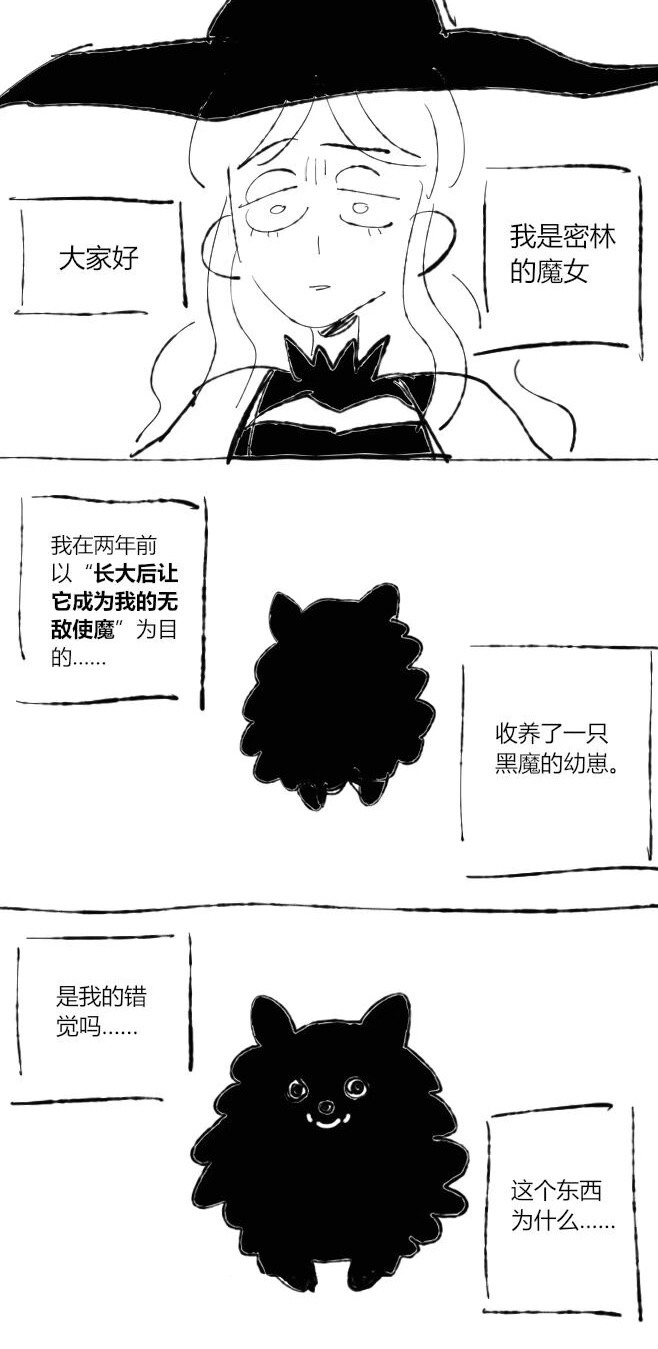 大家好
我是密林
的魔女
我在两年前
以“长大后让
它成为我的无
敌使魔”为目
的……
收养了一只
黑魔的幼崽。
是我的错
觉吗……
这个东西
为什么……